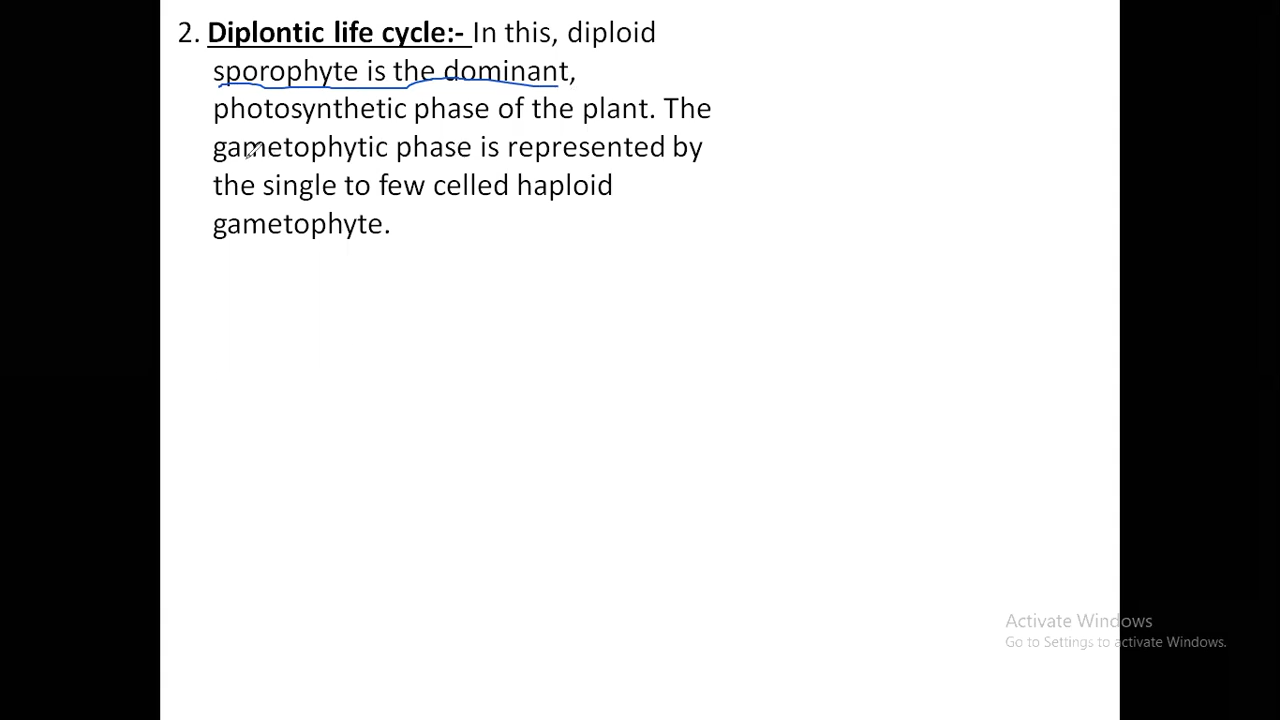 2. Diplontic life cycle:- In this, diploid
sporophyte is the dominant,
photosynthetic phase of the plant. The
gametophytic phase is represented by
the single to few celled haploid
gametophyte.
Activate Windows
Go to Settings to activate Windows.